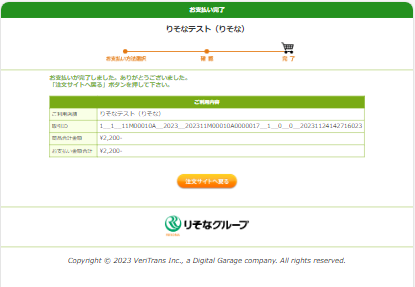 お支払い完了
りそなテスト（りそな）
お支払い方法選択
確 認
完 了
お支払いが完了しました。ありがとうございました。
「注文サイトへ戻る」ボタンを押して下さい。
ご利用内容
ご利用店舗 りそなテスト（りそな）
取引ID 1__1__11M00010A__2023__202311M00010A0000017__1__0__0__20231124142716023
商品合計金額 ¥2,200-
お支払い金額合計 ¥2,200-
注文サイトへ戻る
りそなグループ
Copyright © 2023 VeriTrans Inc., a Digital Garage company. All rights reserved.